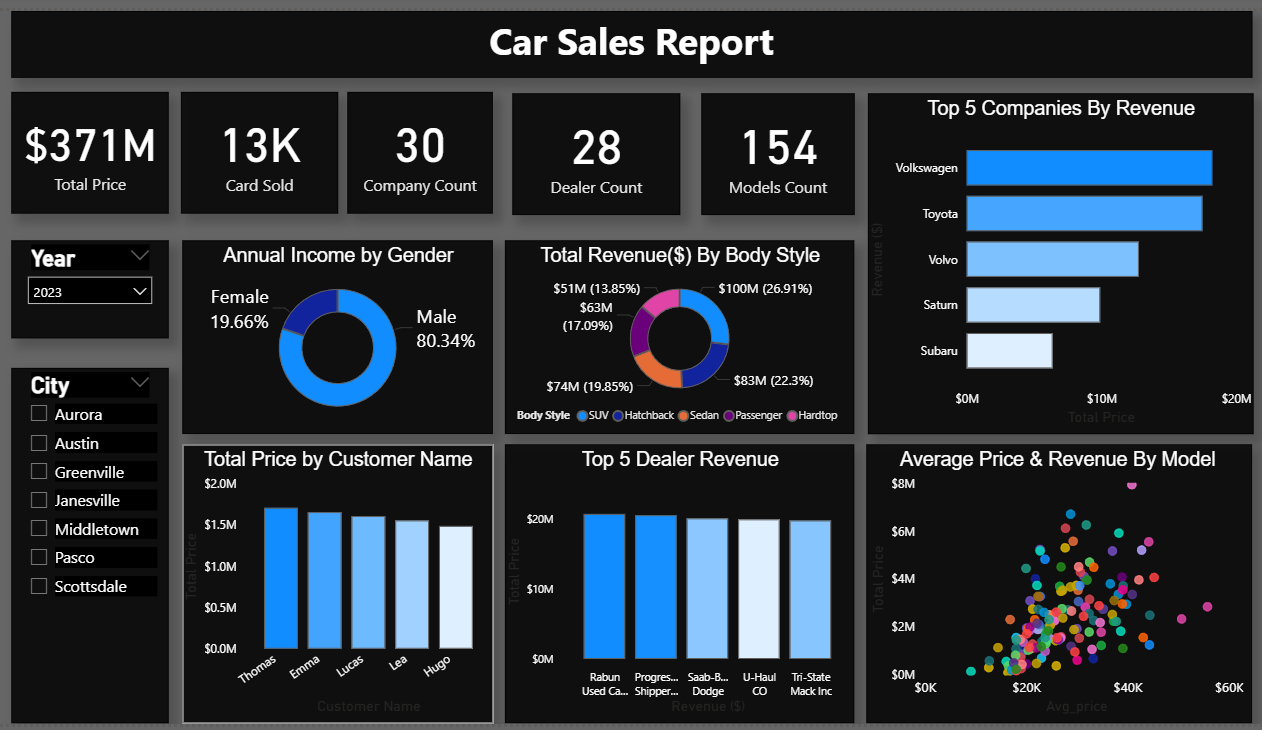 Car Sales Report
$371M
Total Price
13K
Card Sold
30
Company Count
28
Dealer Count
154
Models Count
Top 5 Companies By Revenue
Revenue ($)
Volkswagen
Toyota
Volvo
Saturn
Subaru
$0M $10M $20M
Total Price
Year
2023
City
Aurora
Austin
Greenville
Janesville
Middletown
Pasco
Scottsdale
Annual Income by Gender
Female
19.66%
Male
80.34%
Total Revenue($) By Body Style
$51M (13.85%)
$63M
(17.09%)
$74M (19.85%)
$100M (26.91%)
$83M (22.3%)
Body Style SUV Hatchback Sedan Passenger Hardtop
Total Price by Customer Name
Total Price
$2.0M
$1.5M
$1.0M
$0.5M
$0.0M
Thomas Emma Lucas Lea Hugo
Customer Name
Top 5 Dealer Revenue
Total Price
$20M
$10M
$0M
Rabun Progres... Saab-B... U-Haul Tri-State
Used Ca... Shipper... Dodge CO Mack Inc
Revenue ($)
Average Price & Revenue By Model
Total Price
$8M
$6M
$4M
$2M
$0M
$0K $20K $40K $60K
Avg_price